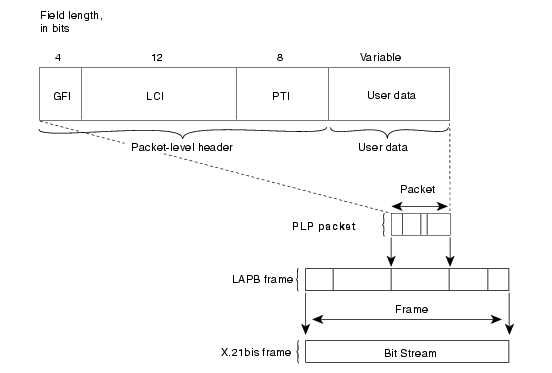 Field length,
in bits
4 12 8 Variable
GFI LCI PTI User data
Packet-level header User data
Packet
PLP packet
LAPB frame
Frame
X.21bis frame
Bit Stream